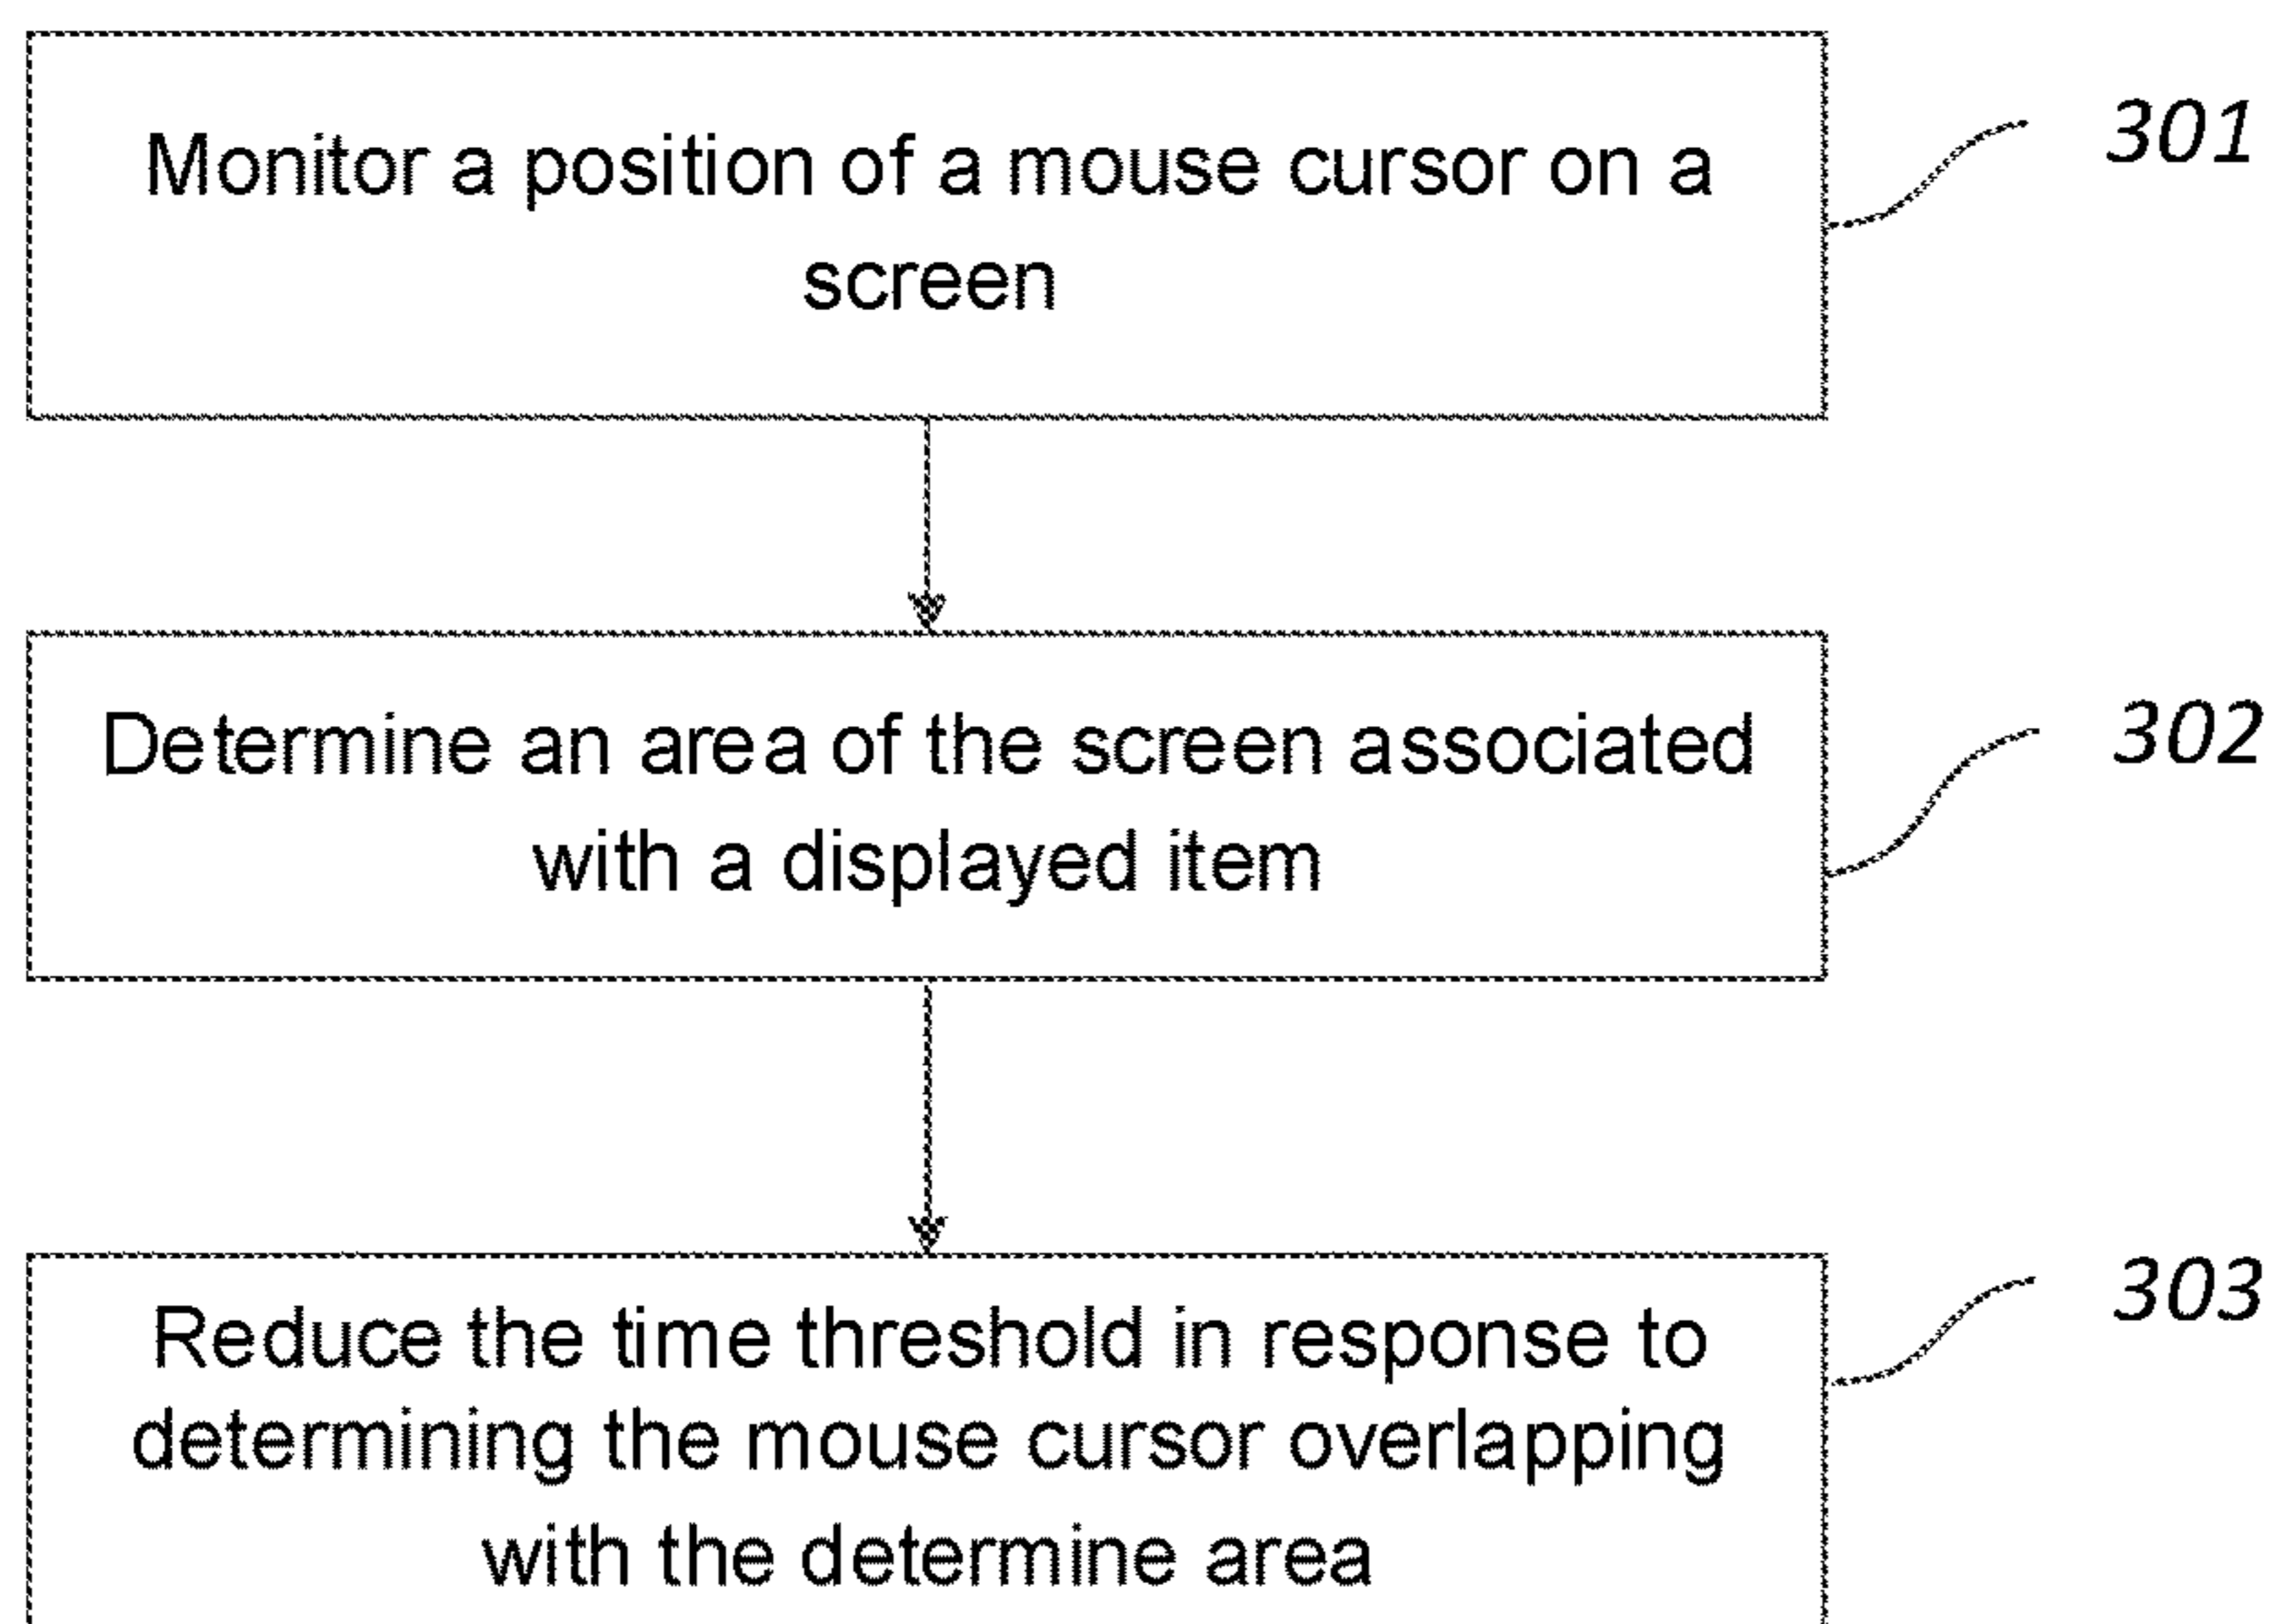 Monitor a position of a mouse cursor on a
screen
301
Determine an area of the screen associated
with a displayed item
302
Reduce the time threshold in response to
determining the mouse cursor overlapping
with the determine area
303